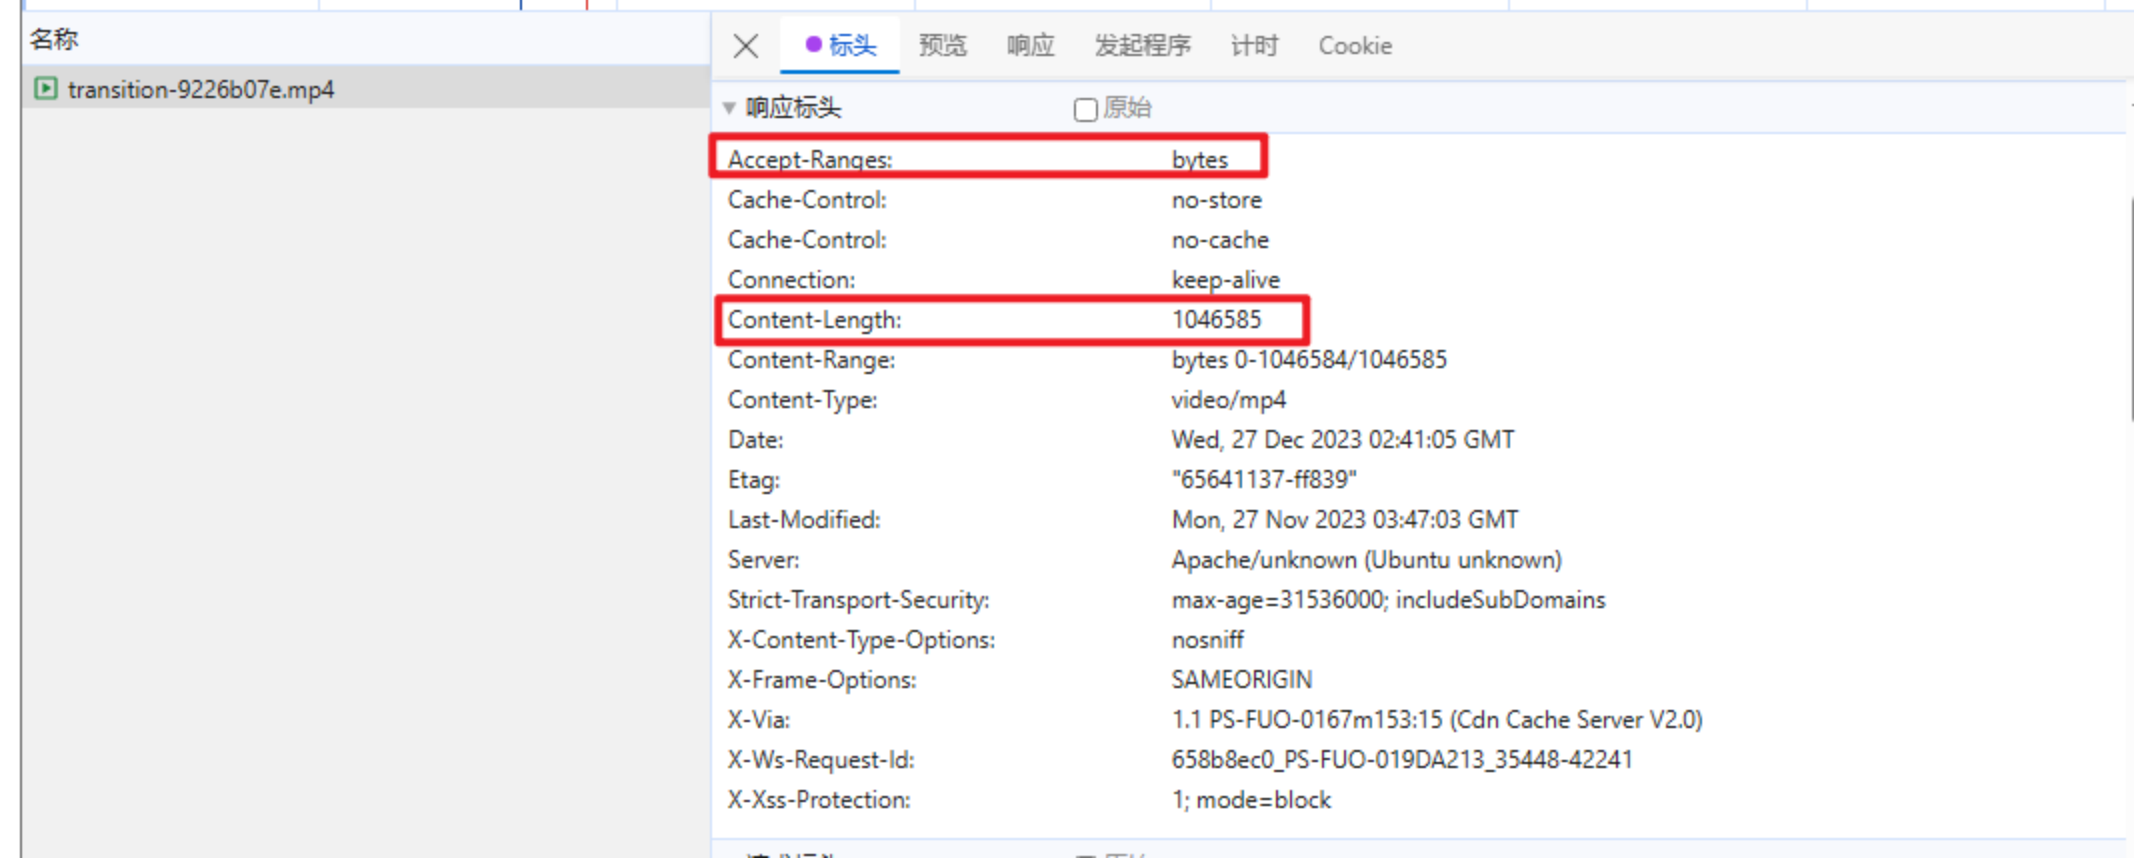 名称
transition-9226b07e.mp4
标头 预览 响应 发起程序 计时 Cookie
响应标头 原始
Accept-Ranges: bytes
Cache-Control: no-store
Cache-Control: no-cache
Connection: keep-alive
Content-Length: 1046585
Content-Range: bytes 0-1046584/1046585
Content-Type: video/mp4
Date: Wed, 27 Dec 2023 02:41:05 GMT
Etag: "65641137-ff839"
Last-Modified: Mon, 27 Nov 2023 03:47:03 GMT
Server: Apache/unknown (Ubuntu unknown)
Strict-Transport-Security: max-age=31536000; includeSubDomains
X-Content-Type-Options: nosniff
X-Frame-Options: SAMEORIGIN
X-Via: 1.1 PS-FUO-0167m153:15 (Cdn Cache Server V2.0)
X-Ws-Request-Id: 658b8ec0_PS-FUO-019DA213_35448-42241
X-Xss-Protection: 1; mode=block